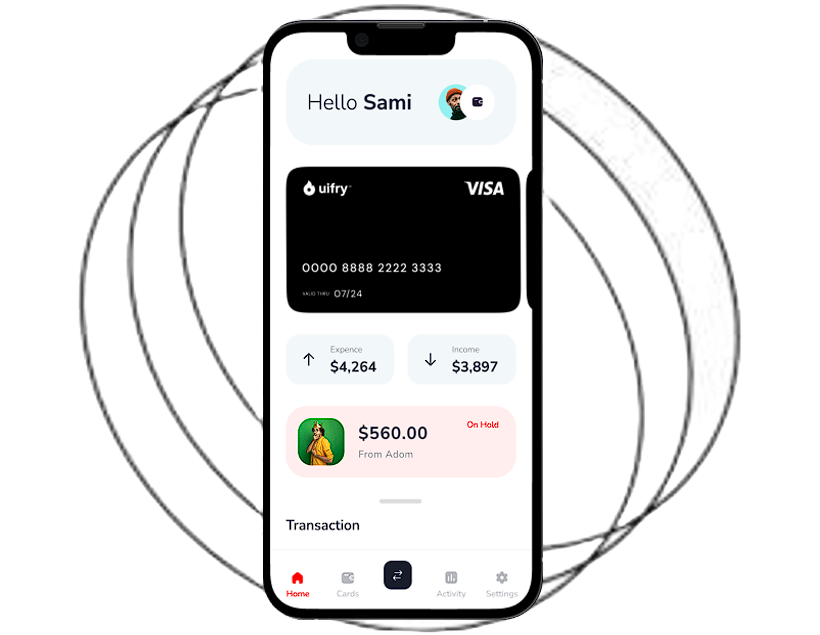 Hello Sami
uifry™
VISA
0000 8888 2222 3333
VALID THRU 07/24
Expence
$4,264
Income
$3,897
$560.00
On Hold
From Adom
Transaction
Home
Cards
Activity
Settings